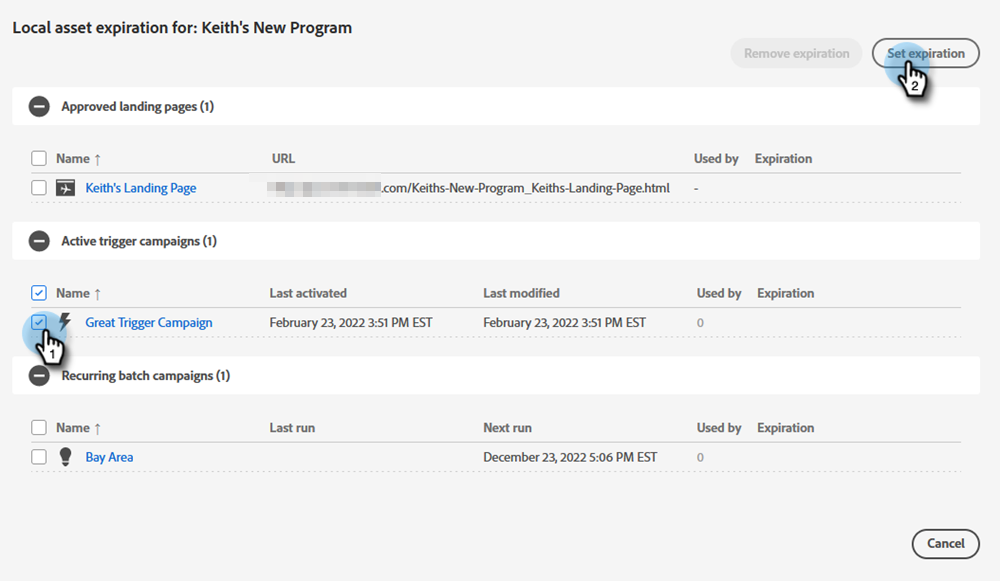 Local asset expiration for: Keith's New Program
Remove expiration Set expiration
2
Approved landing pages (1)
Name ↑ URL Used by Expiration
Keith's Landing Page .com/Keiths-New-Program_Keiths-Landing-Page.html -
Active trigger campaigns (1)
Name ↑ Last activated Last modified Used by Expiration
Great Trigger Campaign February 23, 2022 3:51 PM EST February 23, 2022 3:51 PM EST 0
1
Recurring batch campaigns (1)
Name ↑ Last run Next run Used by Expiration
Bay Area December 23, 2022 5:06 PM EST 0
Cancel